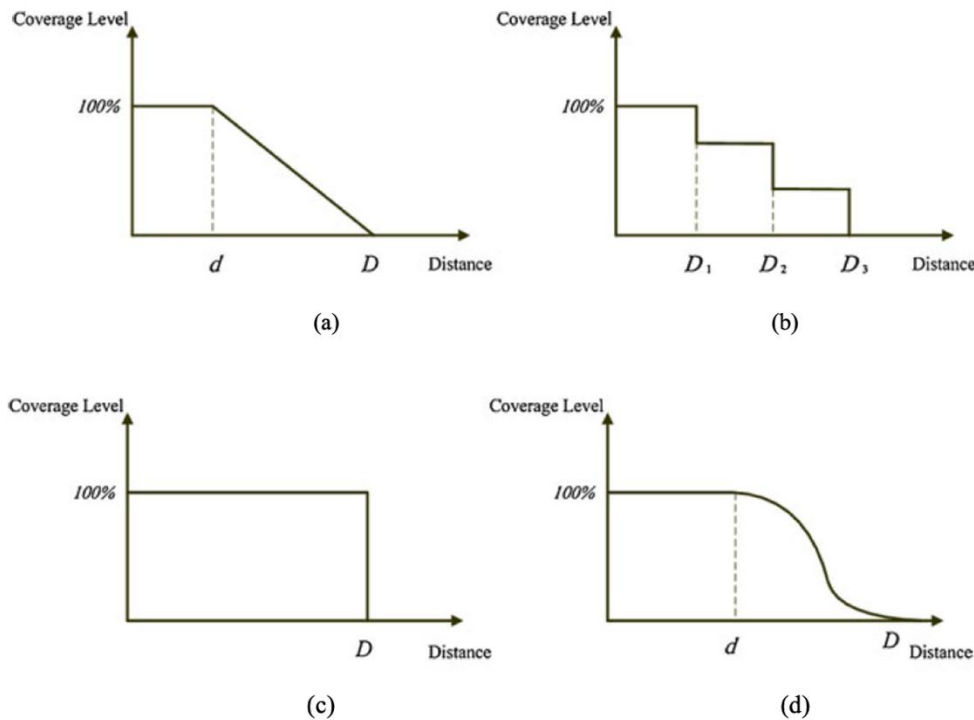 Coverage Level
100%
d
D
Distance
(a)
Coverage Level
100%
D₁
D₂
D₃
Distance
(b)
Coverage Level
100%
D
Distance
(c)
Coverage Level
100%
d
D
Distance
(d)